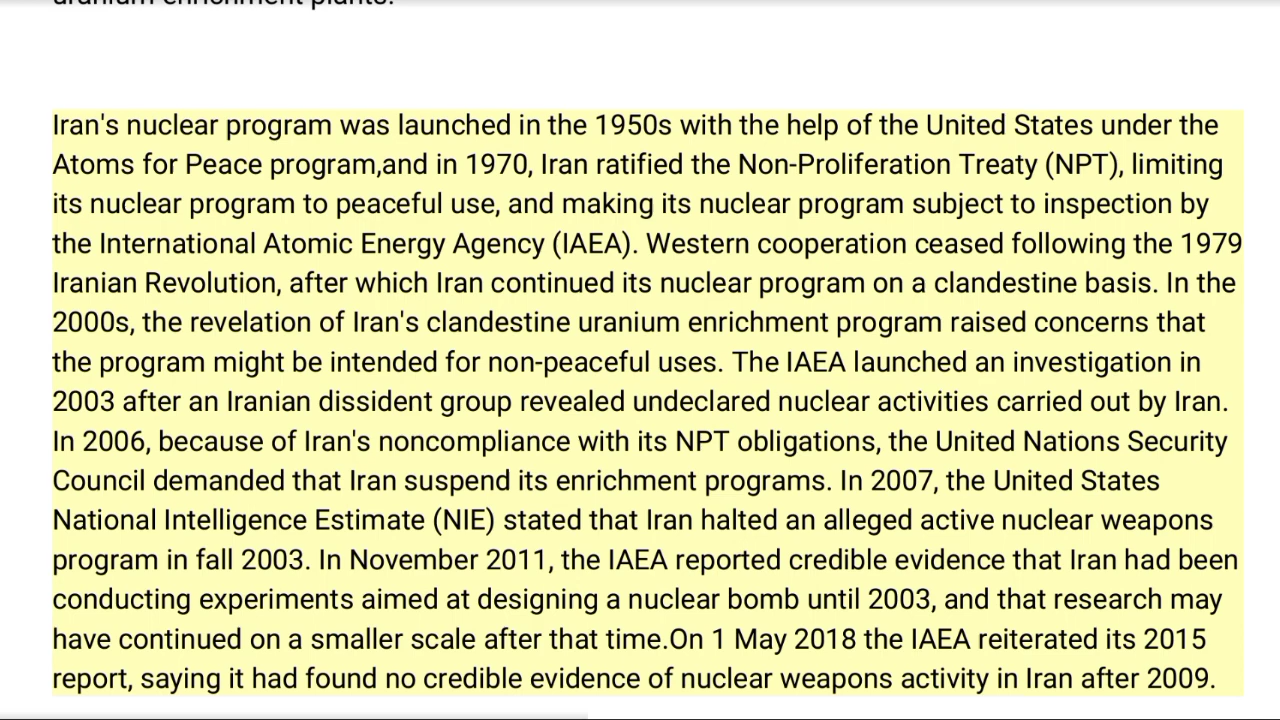 uranium enrichment plants.
Iran's nuclear program was launched in the 1950s with the help of the United States under the
Atoms for Peace program,and in 1970, Iran ratified the Non-Proliferation Treaty (NPT), limiting
its nuclear program to peaceful use, and making its nuclear program subject to inspection by
the International Atomic Energy Agency (IAEA). Western cooperation ceased following the 1979
Iranian Revolution, after which Iran continued its nuclear program on a clandestine basis. In the
2000s, the revelation of Iran's clandestine uranium enrichment program raised concerns that
the program might be intended for non-peaceful uses. The IAEA launched an investigation in
2003 after an Iranian dissident group revealed undeclared nuclear activities carried out by Iran.
In 2006, because of Iran's noncompliance with its NPT obligations, the United Nations Security
Council demanded that Iran suspend its enrichment programs. In 2007, the United States
National Intelligence Estimate (NIE) stated that Iran halted an alleged active nuclear weapons
program in fall 2003. In November 2011, the IAEA reported credible evidence that Iran had been
conducting experiments aimed at designing a nuclear bomb until 2003, and that research may
have continued on a smaller scale after that time.On 1 May 2018 the IAEA reiterated its 2015
report, saying it had found no credible evidence of nuclear weapons activity in Iran after 2009.